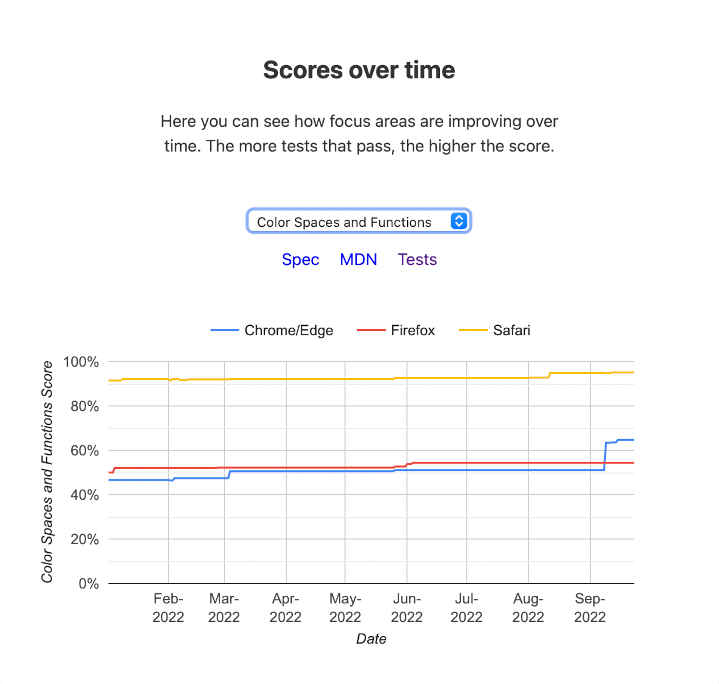 Scores over time
Here you can see how focus areas are improving over
time. The more tests that pass, the higher the score.
Color Spaces and Functions
Spec MDN Tests
Chrome/Edge Firefox Safari
Color Spaces and Functions Score
100%
80%
60%
40%
20%
0%
Feb- Mar- Apr- May- Jun- Jul- Aug- Sep-
2022 2022 2022 2022 2022 2022 2022 2022
Date